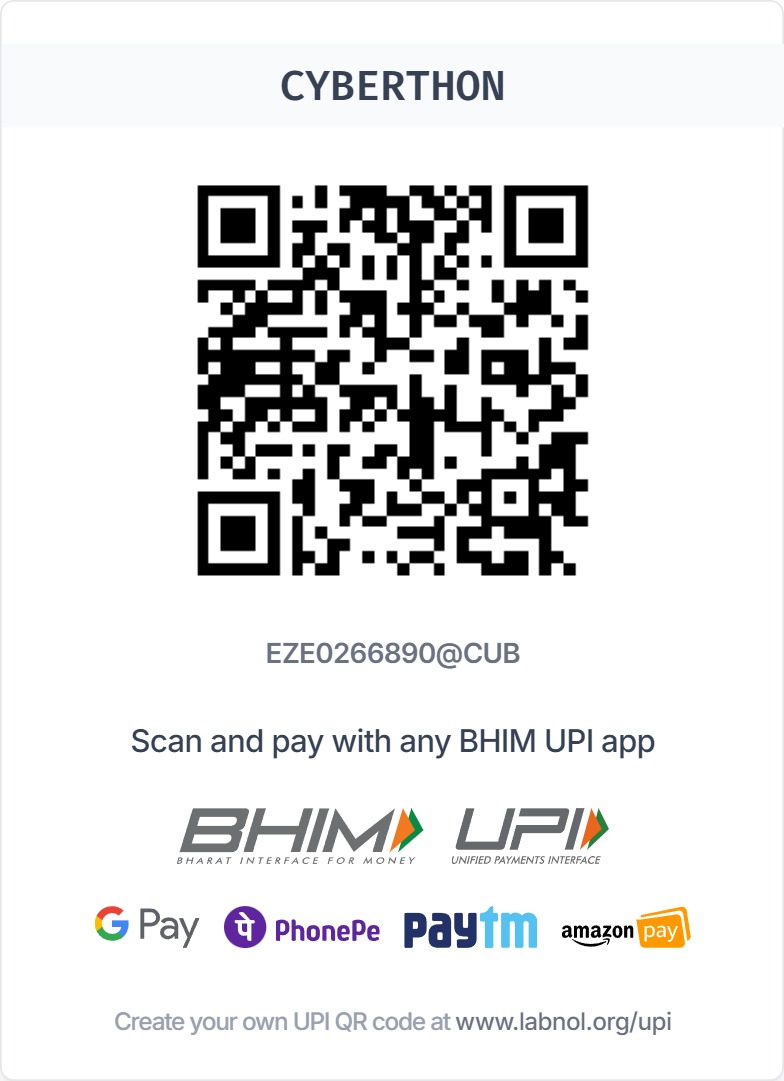 CYBERTHON
EZE0266890@CUB
Scan and pay with any BHIM UPI app
BHIM UPI
BHARAT INTERFACE FOR MONEY UNIFIED PAYMENTS INTERFACE
G Pay पे PhonePe paytm amazon pay
Create your own UPI QR code at www.labnol.org/upi